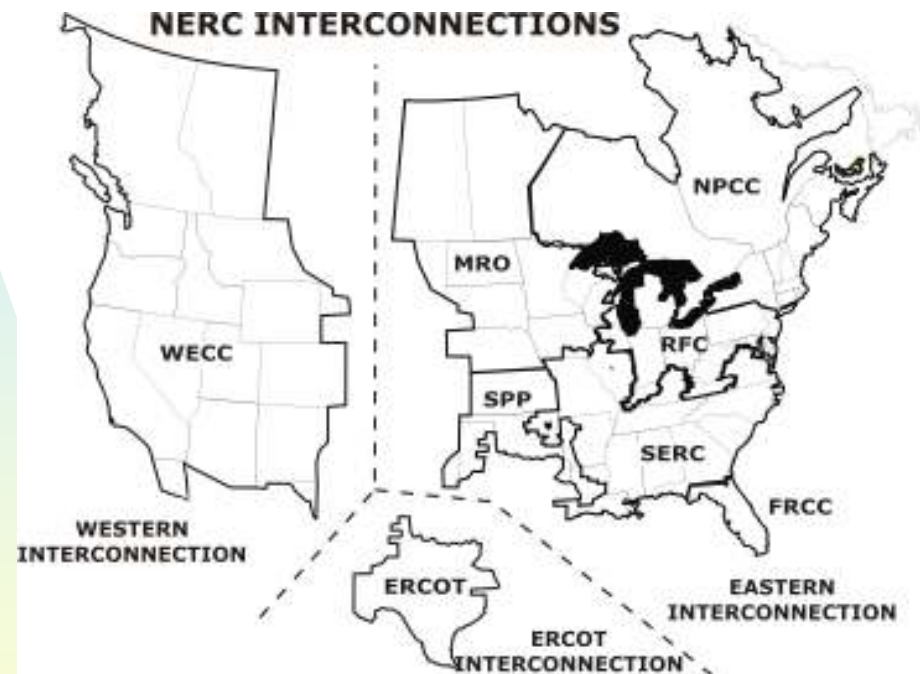 NERC INTERCONNECTIONS
NPCC
MRO
RFC
WECC
SPP
SERC
FRCC
WESTERN
INTERCONNECTION
ERCOT
EASTERN
INTERCONNECTION
ERCOT
INTERCONNECTION